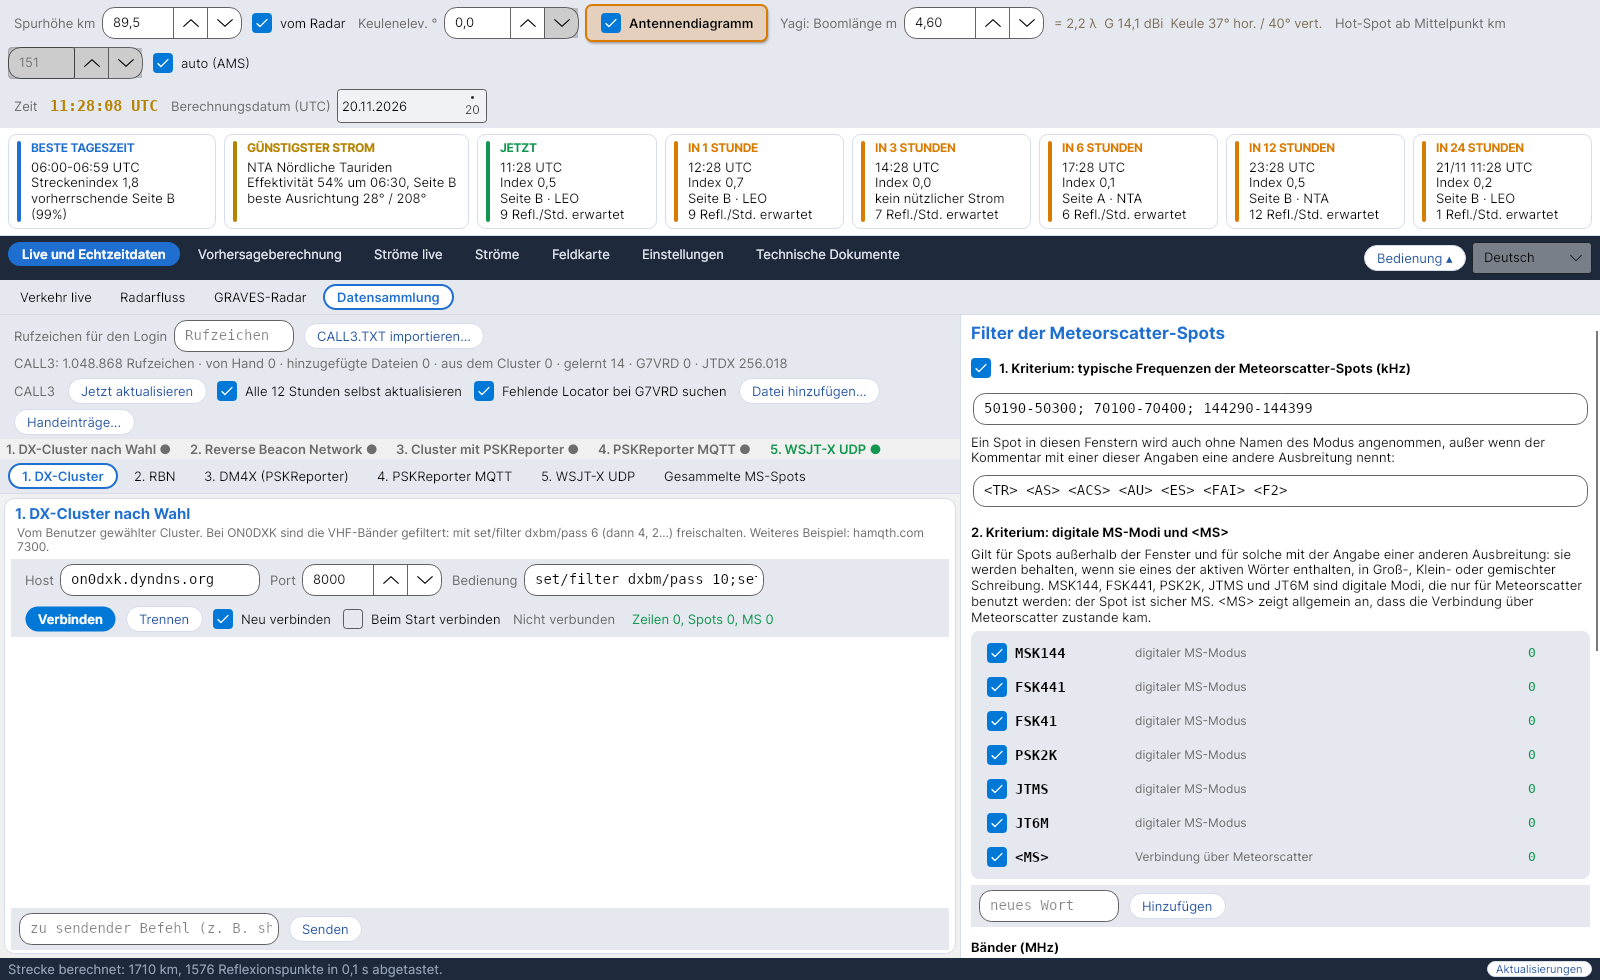 Spurhöhe km 89,5 vom Radar Keulenelev. ° 0,0 Antennendiagramm Yagi: Boomlänge m 4,60 = 2,2 λ G 14,1 dBi Keule 37° hor. / 40° vert. Hot-Spot ab Mittelpunkt km
151 auto (AMS)
Zeit 11:28:08 UTC Berechnungsdatum (UTC) 20.11.2026 20
BESTE TAGESZEIT
06:00-06:59 UTC
Streckenindex 1,8
vorherrschende Seite B
(99%)
GÜNSTIGSTER STROM
NTA Nördliche Tauriden
Effektivität 54% um 06:30, Seite B
beste Ausrichtung 28° / 208°
JETZT
11:28 UTC
Index 0,5
Seite B · LEO
9 Refl./Std. erwartet
IN 1 STUNDE
12:28 UTC
Index 0,7
Seite B · LEO
9 Refl./Std. erwartet
IN 3 STUNDEN
14:28 UTC
Index 0,0
kein nützlicher Strom
7 Refl./Std. erwartet
IN 6 STUNDEN
17:28 UTC
Index 0,1
Seite A · NTA
6 Refl./Std. erwartet
IN 12 STUNDEN
23:28 UTC
Index 0,5
Seite B · NTA
12 Refl./Std. erwartet
IN 24 STUNDEN
21/11 11:28 UTC
Index 0,2
Seite B · LEO
1 Refl./Std. erwartet
Live und Echtzeitdaten Vorhersageberechnung Ströme live Ströme Feldkarte Einstellungen Technische Dokumente Bedienung ▴ Deutsch
Verkehr live Radarfluss GRAVES-Radar Datensammlung
Rufzeichen für den Login Rufzeichen CALL3.TXT importieren...
CALL3: 1.048.868 Rufzeichen · von Hand 0 · hinzugefügte Dateien 0 · aus dem Cluster 0 · gelernt 14 · G7VRD 0 · JTDX 256.018
CALL3 Jetzt aktualisieren Alle 12 Stunden selbst aktualisieren Fehlende Locator bei G7VRD suchen Datei hinzufügen...
Handeinträge...
1. DX-Cluster nach Wahl ● 2. Reverse Beacon Network ● 3. Cluster mit PSKReporter ● 4. PSKReporter MQTT ● 5. WSJT-X UDP ●
1. DX-Cluster 2. RBN 3. DM4X (PSKReporter) 4. PSKReporter MQTT 5. WSJT-X UDP Gesammelte MS-Spots
1. DX-Cluster nach Wahl
Vom Benutzer gewählter Cluster. Bei ON0DXK sind die VHF-Bänder gefiltert: mit set/filter dxbm/pass 6 (dann 4, 2...) freischalten. Weiteres Beispiel: hamqth.com
7300.
Host on0dxk.dyndns.org Port 8000 Bedienung set/filter dxbm/pass 10;se
Verbinden Trennen Neu verbinden Beim Start verbinden Nicht verbunden Zeilen 0, Spots 0, MS 0
zu sendender Befehl (z. B. sh Senden
Filter der Meteorscatter-Spots
1. Kriterium: typische Frequenzen der Meteorscatter-Spots (kHz)
50190-50300; 70100-70400; 144290-144399
Ein Spot in diesen Fenstern wird auch ohne Namen des Modus angenommen, außer wenn der
Kommentar mit einer dieser Angaben eine andere Ausbreitung nennt:
<TR> <AS> <ACS> <AU> <ES> <FAI> <F2>
2. Kriterium: digitale MS-Modi und <MS>
Gilt für Spots außerhalb der Fenster und für solche mit der Angabe einer anderen Ausbreitung: sie
werden behalten, wenn sie eines der aktiven Wörter enthalten, in Groß-, Klein- oder gemischter
Schreibung. MSK144, FSK441, PSK2K, JTMS und JT6M sind digitale Modi, die nur für Meteorscatter
benutzt werden: der Spot ist sicher MS. <MS> zeigt allgemein an, dass die Verbindung über
Meteorscatter zustande kam.
MSK144 digitaler MS-Modus 0
FSK441 digitaler MS-Modus 0
FSK41 digitaler MS-Modus 0
PSK2K digitaler MS-Modus 0
JTMS digitaler MS-Modus 0
JT6M digitaler MS-Modus 0
<MS> Verbindung über Meteorscatter 0
neues Wort Hinzufügen
Bänder (MHz)
Strecke berechnet: 1710 km, 1576 Reflexionspunkte in 0,1 s abgetastet. Aktualisierungen